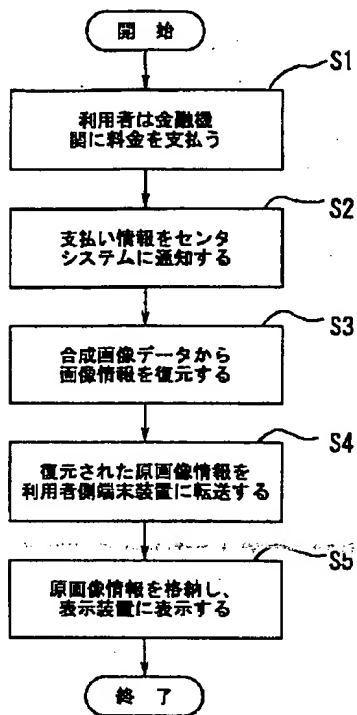 開 始
S1
利用者は金融機
関に料金を支払う
S2
支払い情報をセンタ
システムに通知する
S3
合成画像データから
画像情報を復元する
S4
復元された原画像情報を
利用者側端末装置に転送する
S5
原画像情報を格納し、
表示装置に表示する
終 了